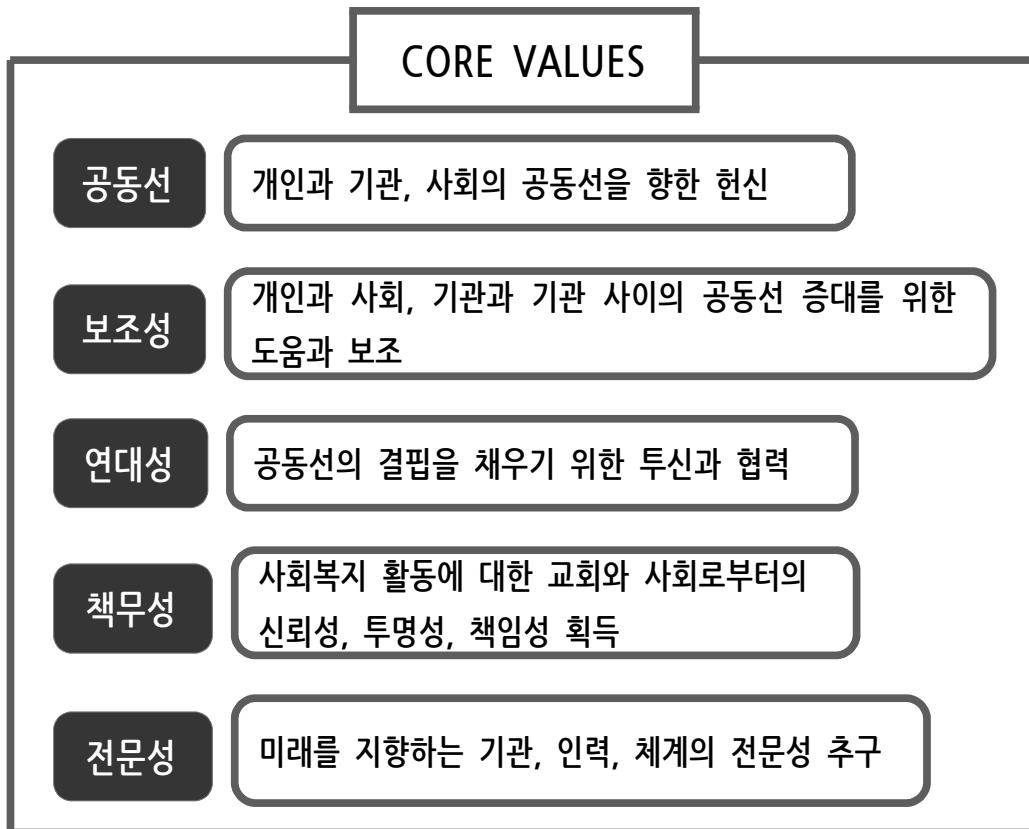 CORE VALUES
공동선
개인과 기관, 사회의 공동선을 향한 헌신
보조성
개인과 사회, 기관과 기관 사이의 공동선 증대를 위한
도움과 보조
연대성
공동선의 결핍을 채우기 위한 투신과 협력
책무성
사회복지 활동에 대한 교회와 사회로부터의
신뢰성, 투명성, 책임성 획득
전문성
미래를 지향하는 기관, 인력, 체계의 전문성 추구